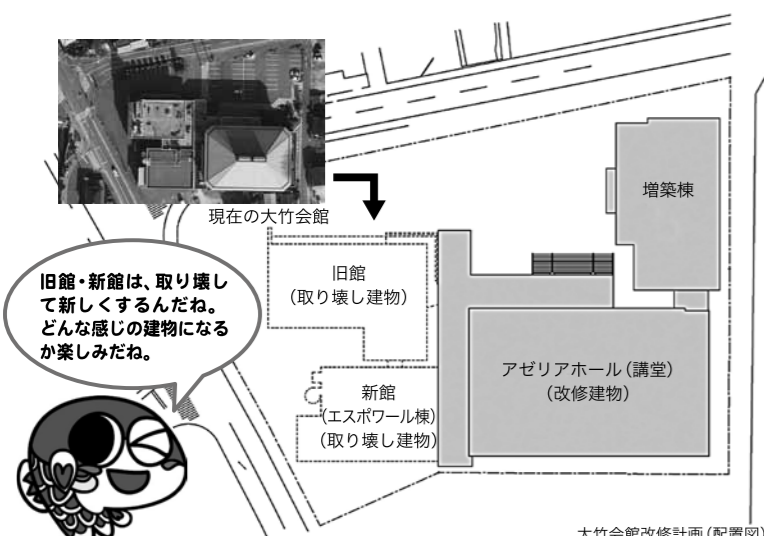 現在の大竹会館
増築棟
旧館・新館は、取り壊し
て新しくするんだね。
どんな感じの建物になる
か楽しみだね。
旧館
(取り壊し建物)
アゼリアホール(講堂)
(改修建物)
新館
(エスポワール棟)
(取り壊し建物)
大竹会館改修計画(配置図)